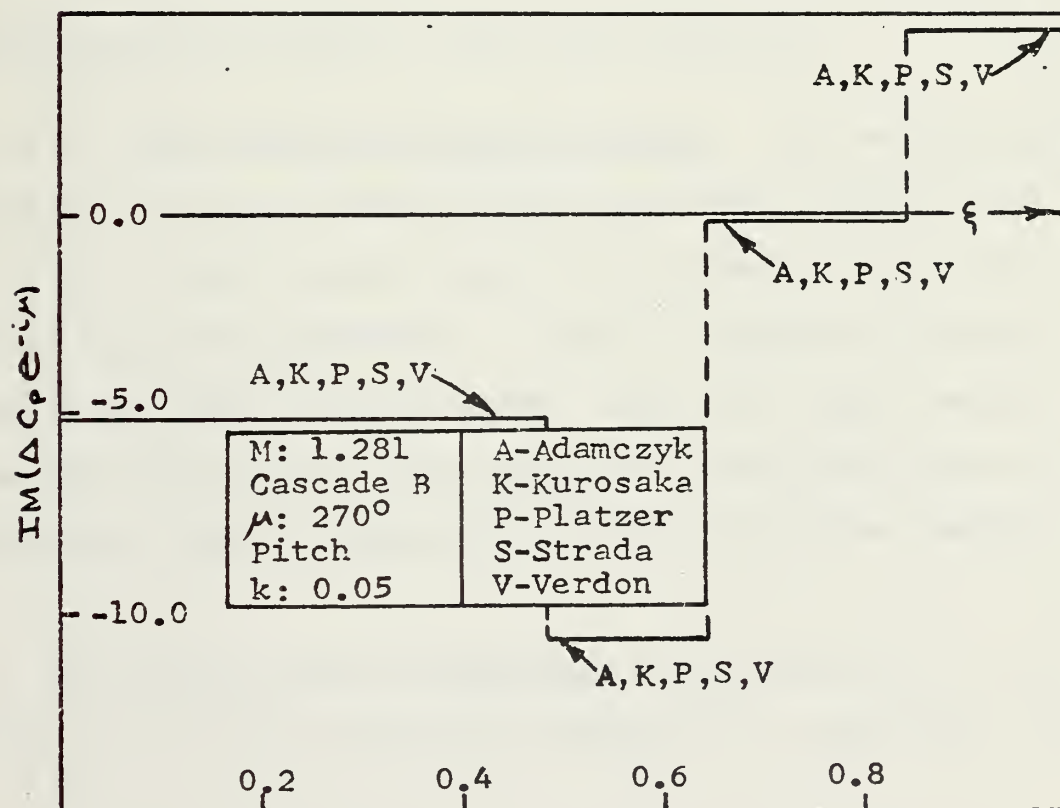 A,K,P,S,V
0.0
ξ
A,K,P,S,V
IM(ΔCₚe⁻ⁱᵘ)
A,K,P,S,V
-5.0
M: 1.281
Cascade B
μ: 270°
Pitch
k: 0.05
A-Adamczyk
K-Kurosaka
P-Platzer
S-Strada
V-Verdon
-10.0
A,K,P,S,V
0.2
0.4
0.6
0.8